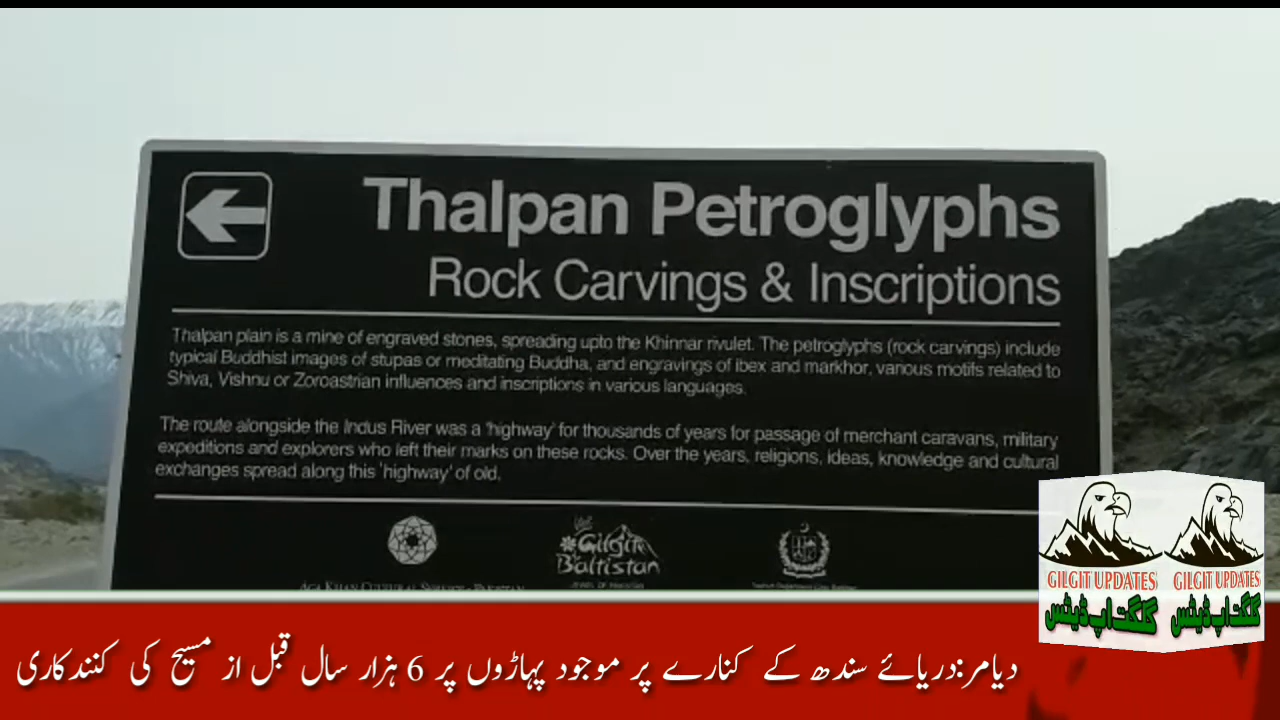 Thalpan Petroglyphs
Rock Carvings & Inscriptions
Thalpan plain is a mine of engraved stones, spreading upto the Khinnar rivulet. The petroglyphs (rock carvings) include
typical Buddhist images of stupas or meditating Buddha, and engravings of ibex and markhor, various motifs related to
Shiva, Vishnu or Zoroastrian influences and inscriptions in various languages.
The route alongside the Indus River was a 'highway' for thousands of years for passage of merchant caravans, military
expeditions and explorers who left their marks on these rocks. Over the years, religions, ideas, knowledge and cultural
exchanges spread along this 'highway' of old.
Gilgit
Baltistan
AGA KHAN CULTURAL SERVICE - PAKISTAN
GILGIT UPDATES GILGIT UPDATES
گلگت اپ ڈیٹس گلگت اپ ڈیٹس
دیامر:دریائے سندھ کے کنارے پر موجود پہاڑوں پر 6 ہزار سال قبل از مسیح کی کنندکاری